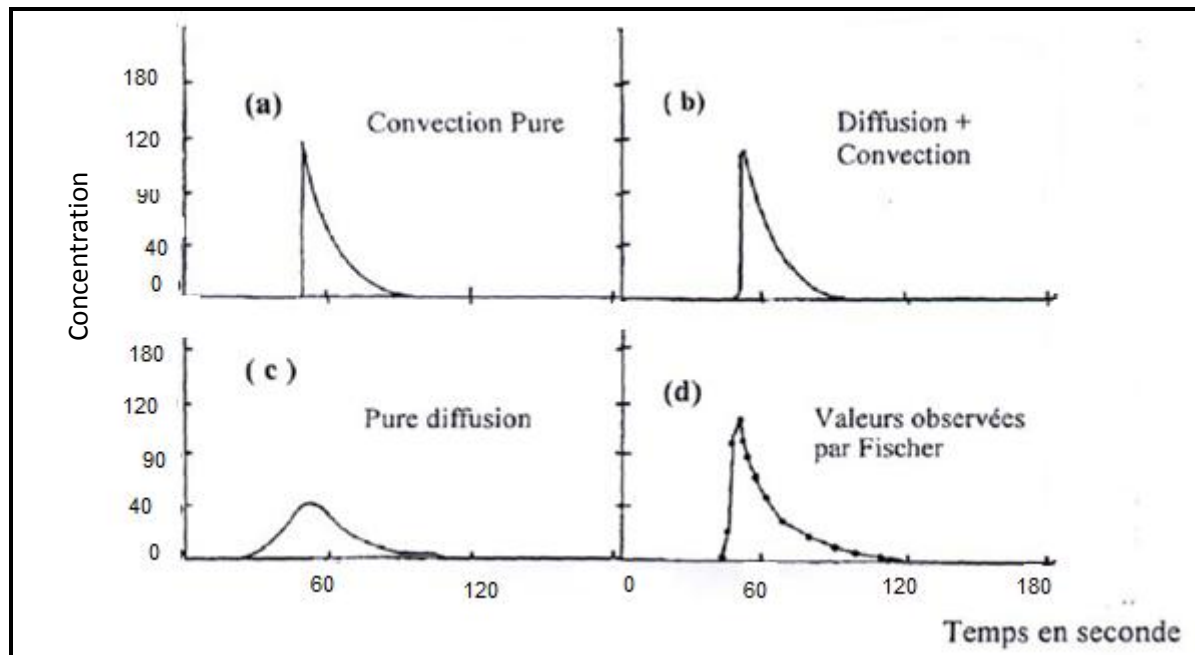 Concentration
180
120
90
40
0
(a)
Convection Pure
( b)
Diffusion +
Convection
180
120
90
40
0
( c )
Pure diffusion
(d)
Valeurs observées
par Fischer
60
120
0
60
120
180
Temps en seconde